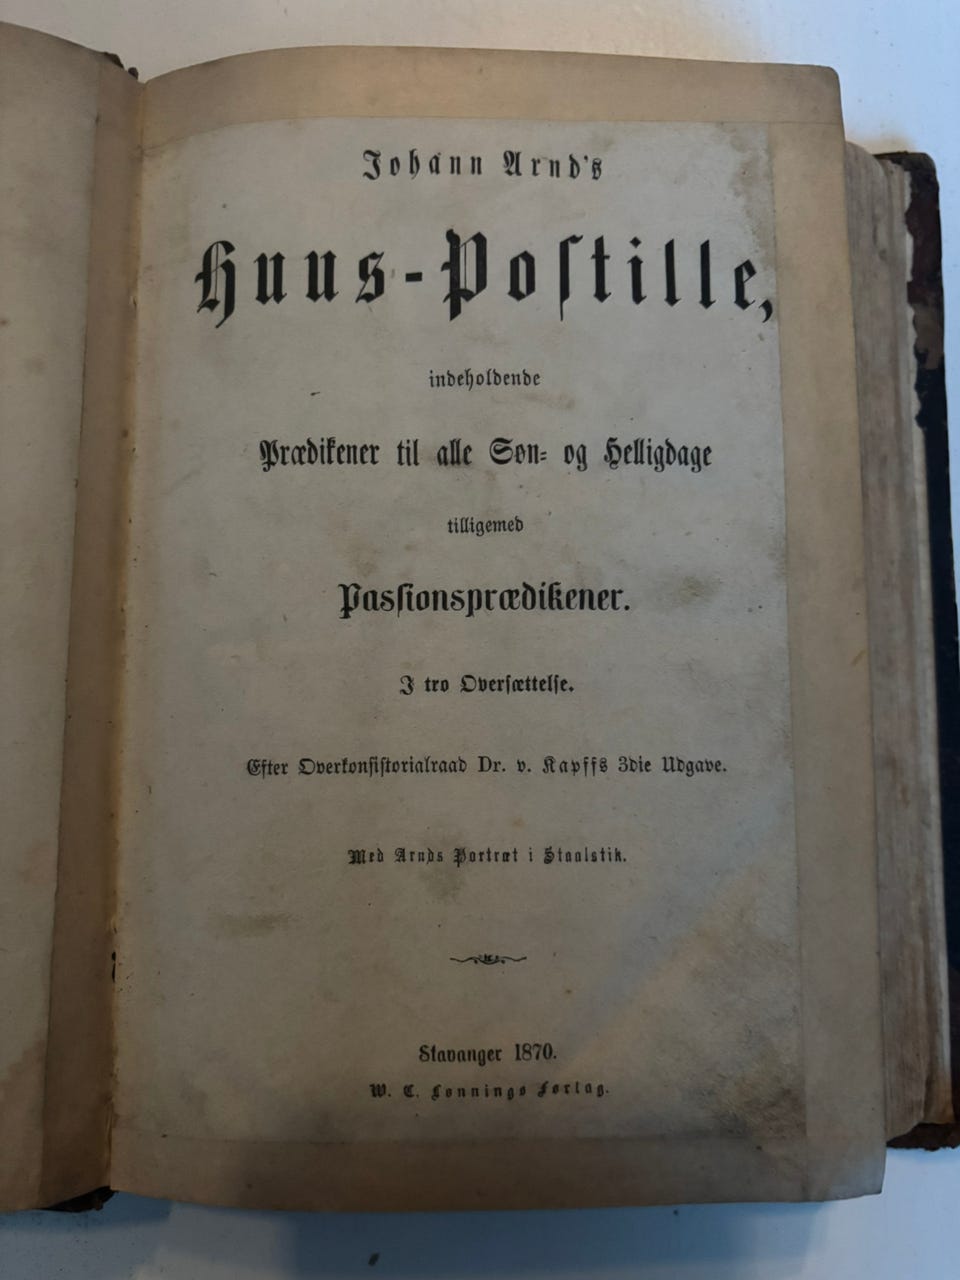 Johann Arnd's
Huus-Postille,
indeholdende
Prædikener til alle Søn- og Helligdage
tilligemed
Passionsprædikener.
I tro Oversættelse.
Efter Overkonsistorialraad Dr. v. Kapffs 3die Udgave.
Med Arnds Portræt i Staalstik.
Stavanger 1870.
W. C. Lønnings Forlag.